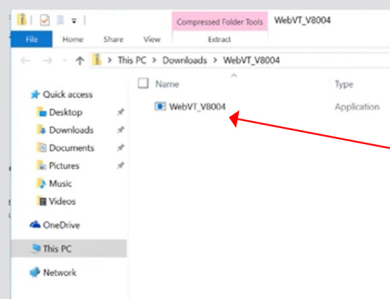 Compressed Folder Tools
WebVT_V8004
File
Home
Share
View
Extract
This PC > Downloads > WebVT_V8004
Name
Type
WebVT_V8004
Application
Quick access
Desktop
Downloads
Documents
Pictures
Music
Videos
OneDrive
This PC
Network